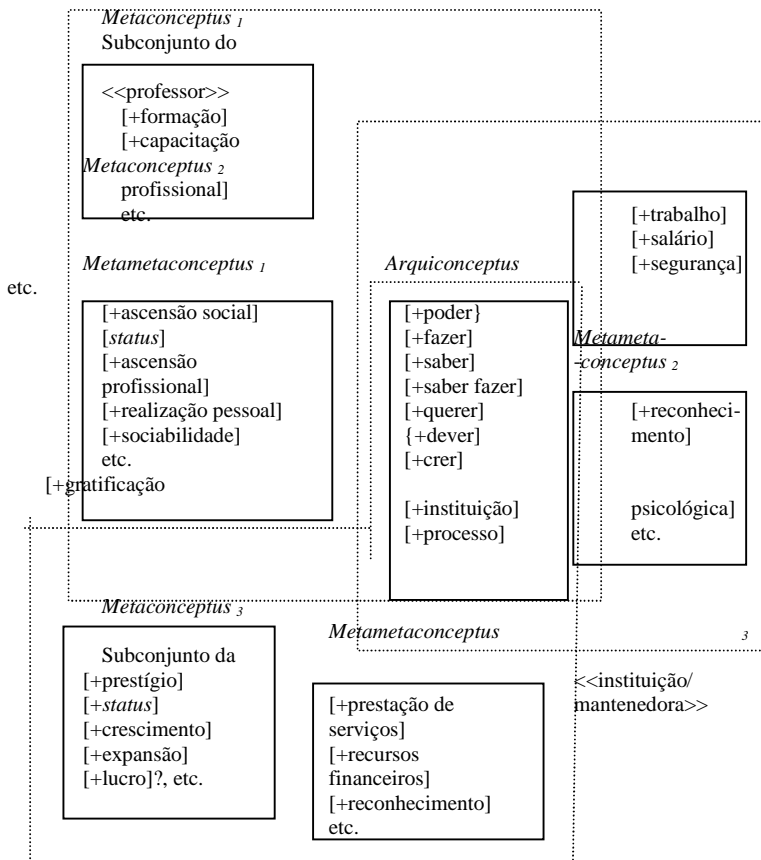 Metaconceptus 1
Subconjunto do
<<professor>>
[+formação]
[+capacitação
Metaconceptus 2
profissional]
etc.
[+trabalho]
[+salário]
[+segurança]
Metametaconceptus 1
Arquiconceptus
etc.
[+ascensão social]
[status]
[+ascensão
profissional]
[+realização pessoal]
[+sociabilidade]
etc.
[+gratificação
[+poder}
[+fazer]
[+saber]
[+saber fazer]
[+querer]
{+dever]
[+crer]
[+instituição]
[+processo]
Metameta-
-conceptus 2
[+reconheci-
mento]
psicológica]
etc.
Metaconceptus 3
Subconjunto da
[+prestígio]
[+status]
[+crescimento]
[+expansão]
[+lucro]?, etc.
Metametaconceptus 3
<<instituição/
mantenedora>>
[+prestação de
serviços]
[+recursos
financeiros]
[+reconhecimento]
etc.